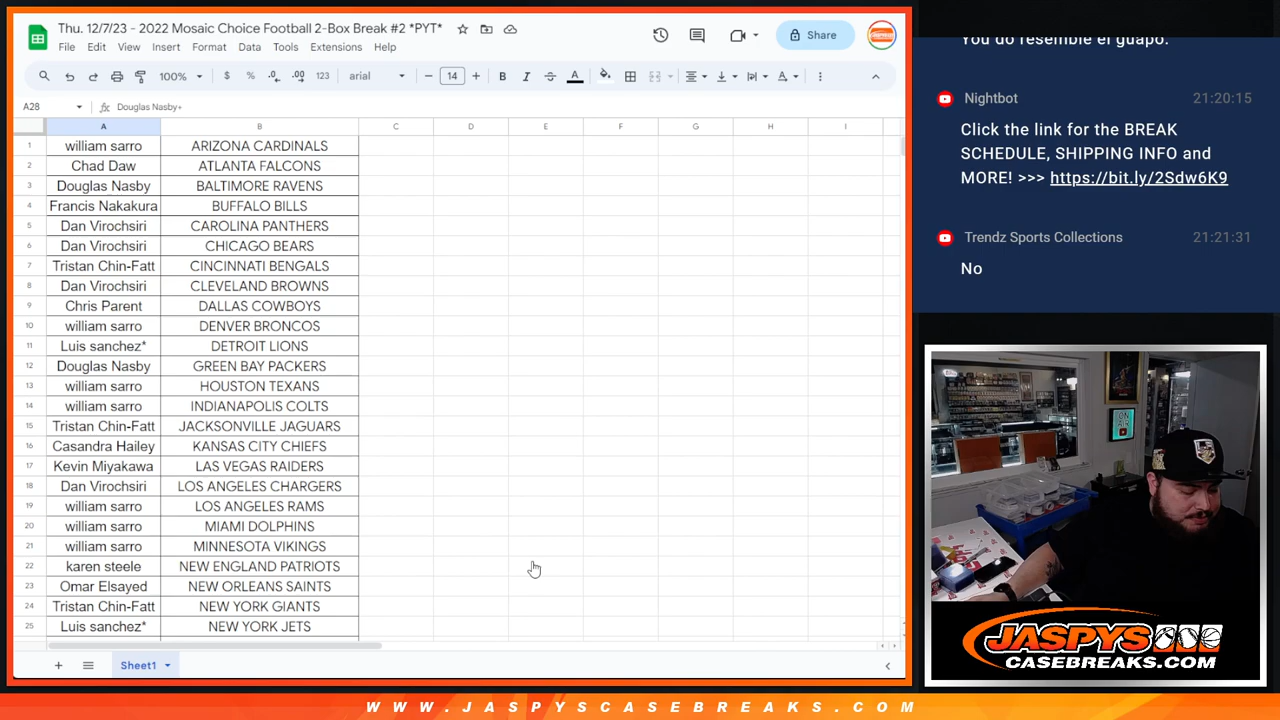 Thu. 12/7/23 - 2022 Mosaic Choice Football 2-Box Break #2 *PYT*
File Edit View Insert Format Data Tools Extensions Help
Share
100% $ % .0 .00 123 arial 14 B I A
A28 fx Douglas Nasby+
A B C D E F G H I
1 william sarro ARIZONA CARDINALS
2 Chad Daw ATLANTA FALCONS
3 Douglas Nasby BALTIMORE RAVENS
4 Francis Nakakura BUFFALO BILLS
5 Dan Virochsiri CAROLINA PANTHERS
6 Dan Virochsiri CHICAGO BEARS
7 Tristan Chin-Fatt CINCINNATI BENGALS
8 Dan Virochsiri CLEVELAND BROWNS
9 Chris Parent DALLAS COWBOYS
10 william sarro DENVER BRONCOS
11 Luis sanchez* DETROIT LIONS
12 Douglas Nasby GREEN BAY PACKERS
13 william sarro HOUSTON TEXANS
14 william sarro INDIANAPOLIS COLTS
15 Tristan Chin-Fatt JACKSONVILLE JAGUARS
16 Casandra Hailey KANSAS CITY CHIEFS
17 Kevin Miyakawa LAS VEGAS RAIDERS
18 Dan Virochsiri LOS ANGELES CHARGERS
19 william sarro LOS ANGELES RAMS
20 william sarro MIAMI DOLPHINS
21 william sarro MINNESOTA VIKINGS
22 karen steele NEW ENGLAND PATRIOTS
23 Omar Elsayed NEW ORLEANS SAINTS
24 Tristan Chin-Fatt NEW YORK GIANTS
25 Luis sanchez* NEW YORK JETS
Sheet1
You do resemble el guapo.
Nightbot 21:20:15
Click the link for the BREAK
SCHEDULE, SHIPPING INFO and
MORE! >>> https://bit.ly/2Sdw6K9
Trendz Sports Collections 21:21:31
No
ON
AIR
JASPYS
CASEBREAKS.COM
WWW.JASPYSCASEBREAKS.COM